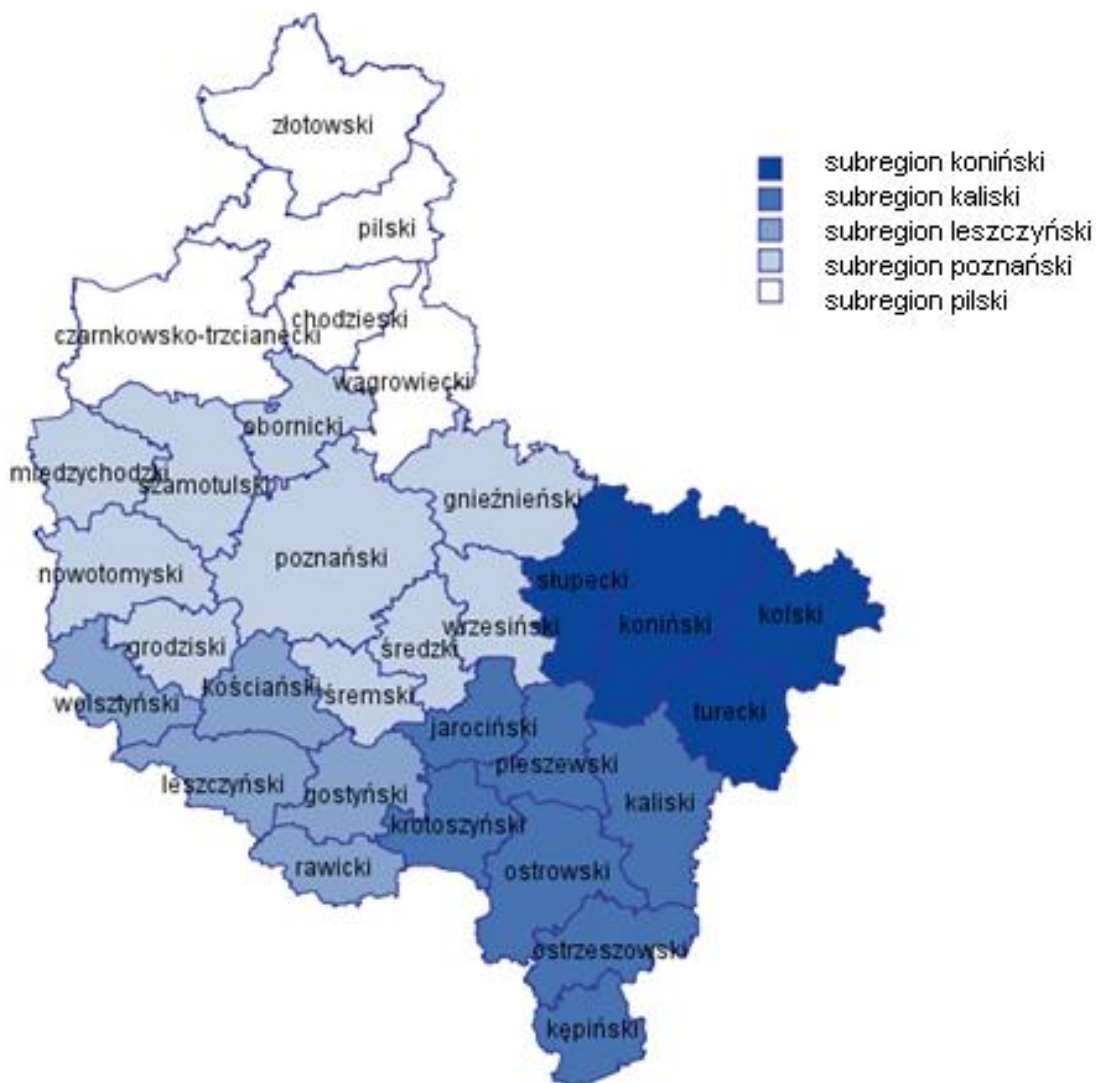 złotowski
pilski
chodzieski
czarnkowsko-trzcianecki
wągrowiecki
obornicki
międzychodzki
szamotulski
gnieźnieński
poznański
nowotomyski
słupecki
kolski
wrzesiński
koniński
grodziski
średzki
kościański
śremski
wolsztyński
turecki
jarociński
pleszewski
leszczyński
gostyński
kaliski
krotoszyński
rawicki
ostrowski
ostrzeszowski
kępiński
subregion koniński
subregion kaliski
subregion leszczyński
subregion poznański
subregion pilski